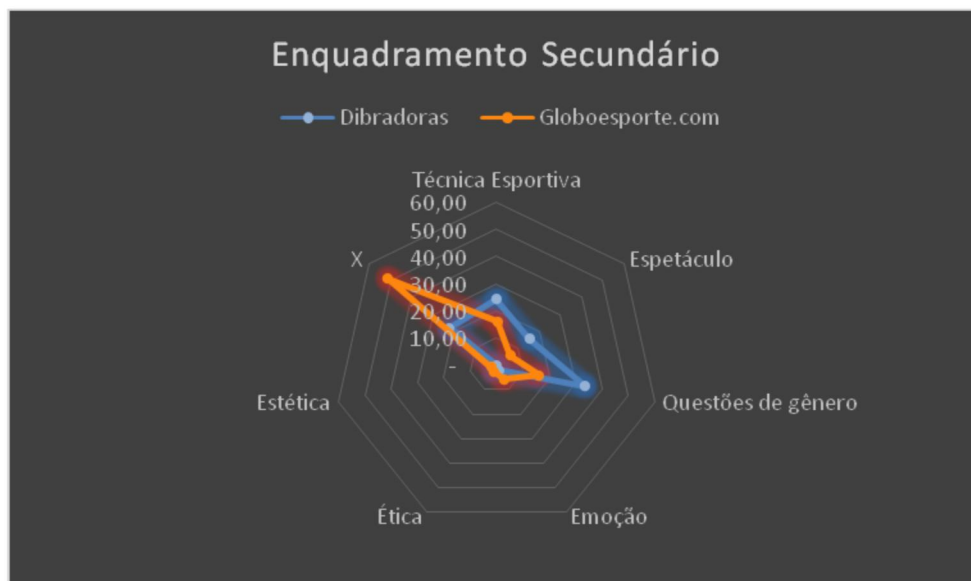 Enquadramento Secundário
Dibradoras Globoesporte.com
Técnica Esportiva
60,00
50,00
X 40,00 Espetáculo
30,00
20,00
10,00
-
Estética Questões de gênero
Ética Emoção